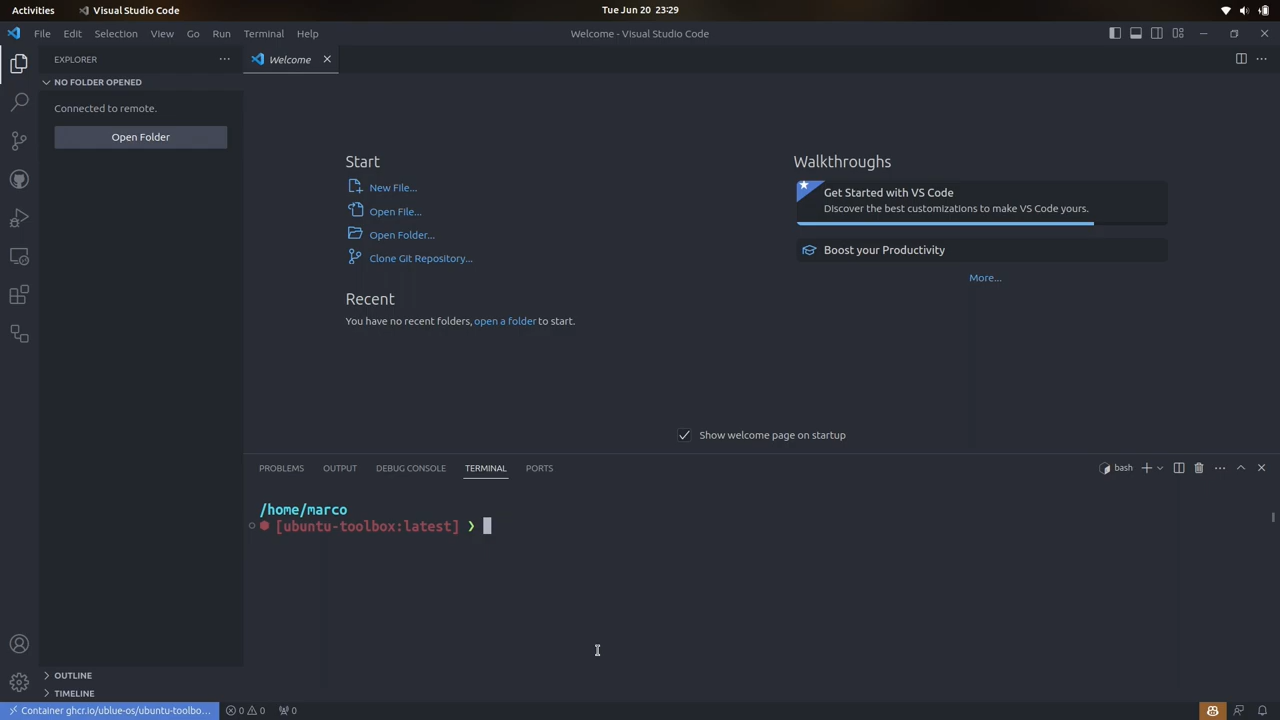 Activities Visual Studio Code Tue Jun 20 23:29
File Edit Selection View Go Run Terminal Help Welcome - Visual Studio Code
EXPLORER
Welcome
NO FOLDER OPENED
Connected to remote.
Open Folder
Start
New File...
Open File...
Open Folder...
Clone Git Repository...
Recent
You have no recent folders, open a folder to start.
Walkthroughs
Get Started with VS Code
Discover the best customizations to make VS Code yours.
Boost your Productivity
More...
Show welcome page on startup
PROBLEMS OUTPUT DEBUG CONSOLE TERMINAL PORTS bash
/home/marco
[ubuntu-toolbox:latest] ❯
OUTLINE
TIMELINE
Container ghcr.io/ublue-os/ubuntu-toolbo... 0 0 0